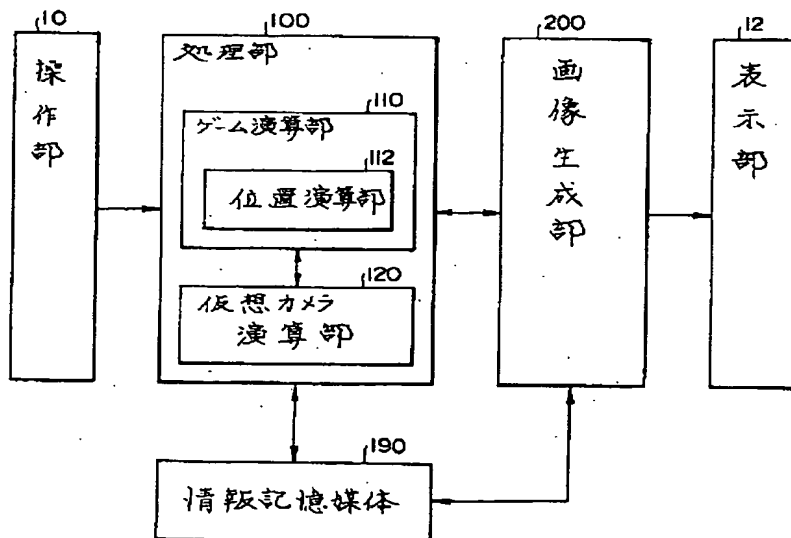 10
操作部
100
処理部
110
ゲーム演算部
112
位置演算部
120
仮想カメラ
演算部
200
画像生成部
12
表示部
190
情報記憶媒体